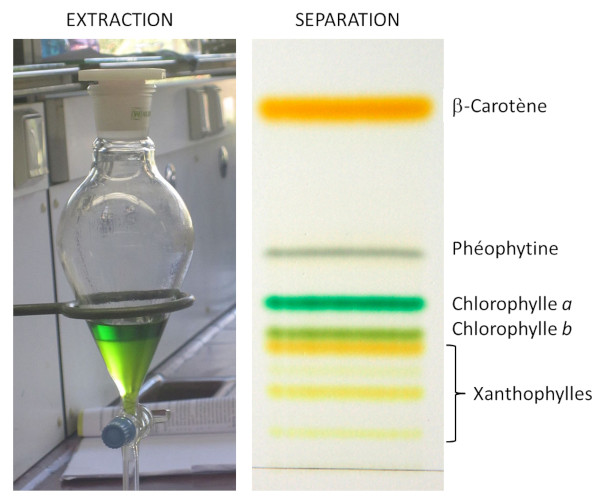 EXTRACTION
SEPARATION
β-Carotène
Phéophytine
Chlorophylle a
Chlorophylle b
Xanthophylles